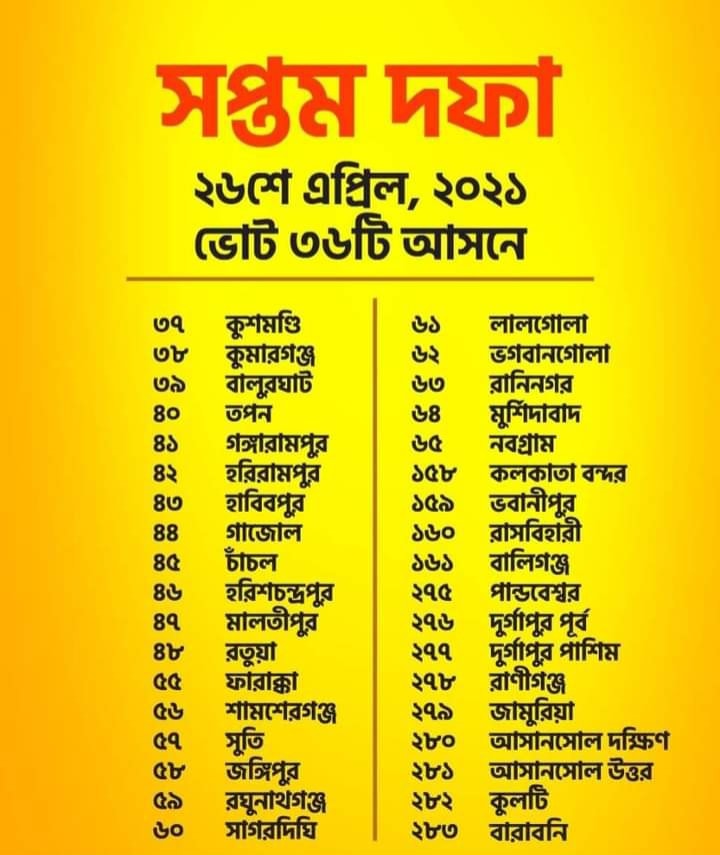 সপ্তম দফা
২৬শে এপ্রিল, ২০২১
ভোট ৩৬টি আসনে
৩৭ কুশমণ্ডি
৩৮ কুমারগঞ্জ
৩৯ বালুরঘাট
৪০ তপন
৪১ গঙ্গারামপুর
৪২ হরিরামপুর
৪৩ হাবিবপুর
৪৪ গাজোল
৪৫ চাঁচল
৪৬ হরিশচন্দ্রপুর
৪৭ মালতীপুর
৪৮ রতুয়া
৫৫ ফারাক্কা
৫৬ শামশেরগঞ্জ
৫৭ সুতি
৫৮ জঙ্গিপুর
৫৯ রঘুনাথগঞ্জ
৬০ সাগরদিঘি
৬১ লালগোলা
৬২ ভগবানগোলা
৬৩ রানিনগর
৬৪ মুর্শিদাবাদ
৬৫ নবগ্রাম
১৫৮ কলকাতা বন্দর
১৫৯ ভবানীপুর
১৬০ রাসবিহারী
১৬১ বালিগঞ্জ
২৭৫ পান্ডবেশ্বর
২৭৬ দুর্গাপুর পূর্ব
২৭৭ দুর্গাপুর পাশিম
২৭৮ রাণীগঞ্জ
২৭৯ জামুরিয়া
২৮০ আসানসোল দক্ষিণ
২৮১ আসানসোল উত্তর
২৮২ কুলটি
২৮৩ বারাবনি